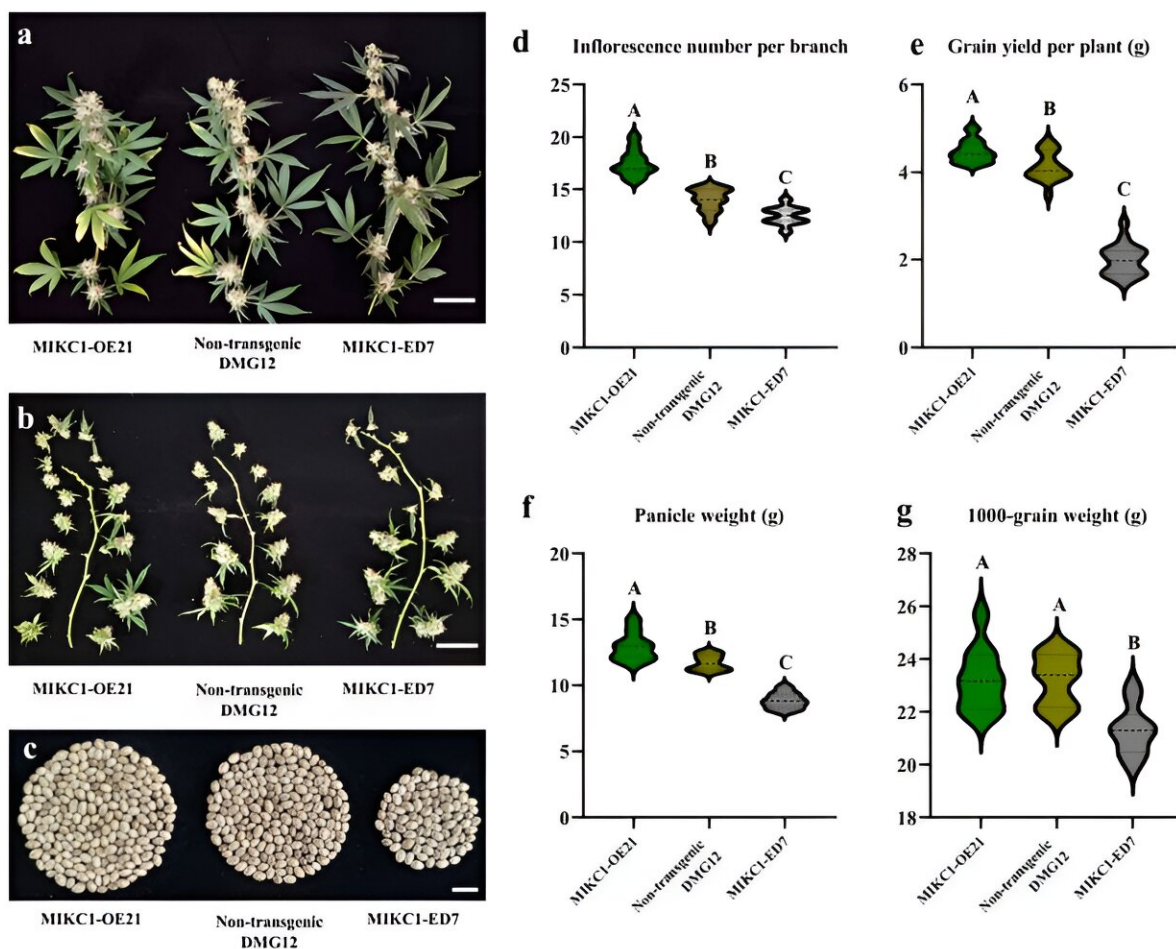 a
MIKC1-OE21
Non-transgenic
DMG12
MIKC1-ED7
b
MIKC1-OE21
Non-transgenic
DMG12
MIKC1-ED7
c
MIKC1-OE21
Non-transgenic
DMG12
MIKC1-ED7
d
Inflorescence number per branch
25
20
15
10
5
0
A
B
C
MIKC1-OE21
Non-transgenic
DMG12
MIKC1-ED7
e
Grain yield per plant (g)
6
4
2
0
A
B
C
MIKC1-OE21
Non-transgenic
DMG12
MIKC1-ED7
f
Panicle weight (g)
20
15
10
5
0
A
B
C
MIKC1-OE21
Non-transgenic
DMG12
MIKC1-ED7
g
1000-grain weight (g)
28
26
24
22
20
18
A
A
B
MIKC1-OE21
Non-transgenic
DMG12
MIKC1-ED7